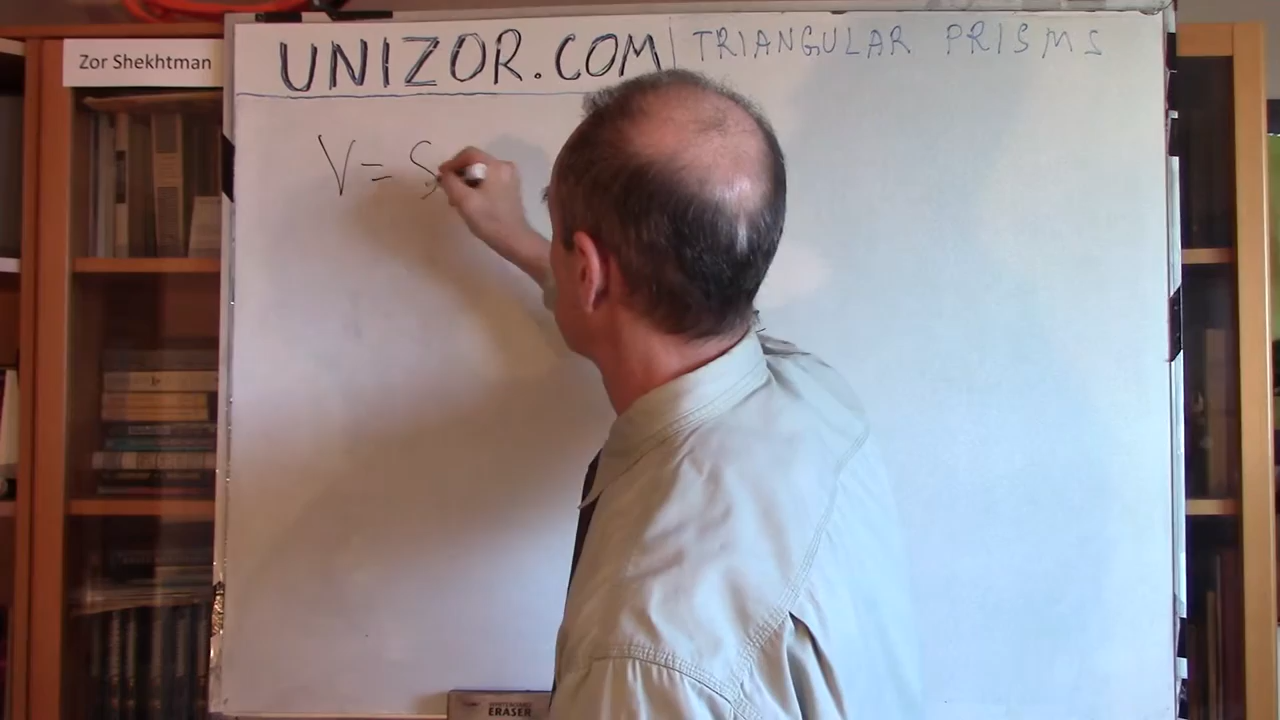 Zor Shekhtman
UNIZOR.COM | TRIANGULAR PRISMS
V = S
ERASER